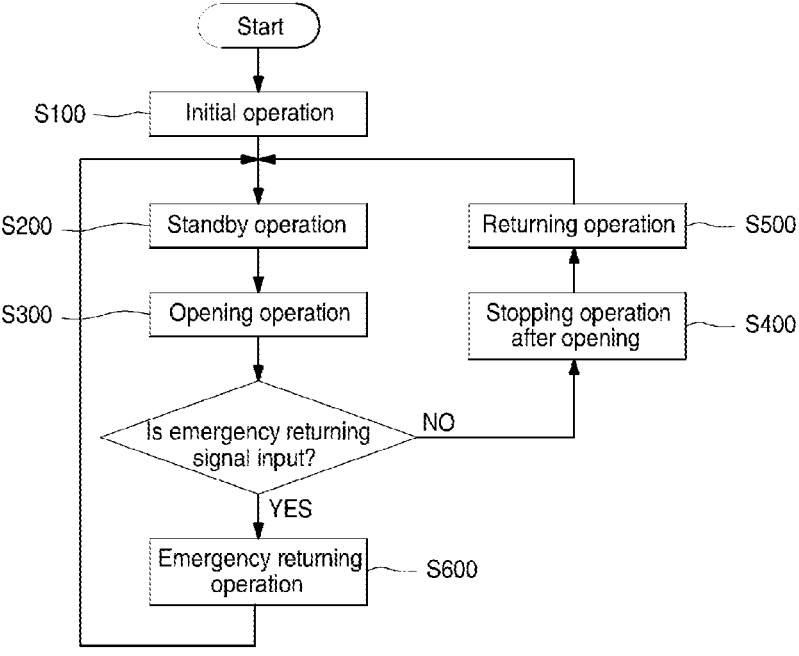 Start
S100
Initial operation
S200
Standby operation
Returning operation
S500
S300
Opening operation
Stopping operation
after opening
S400
Is emergency returning
signal input?
NO
YES
Emergency returning
operation
S600